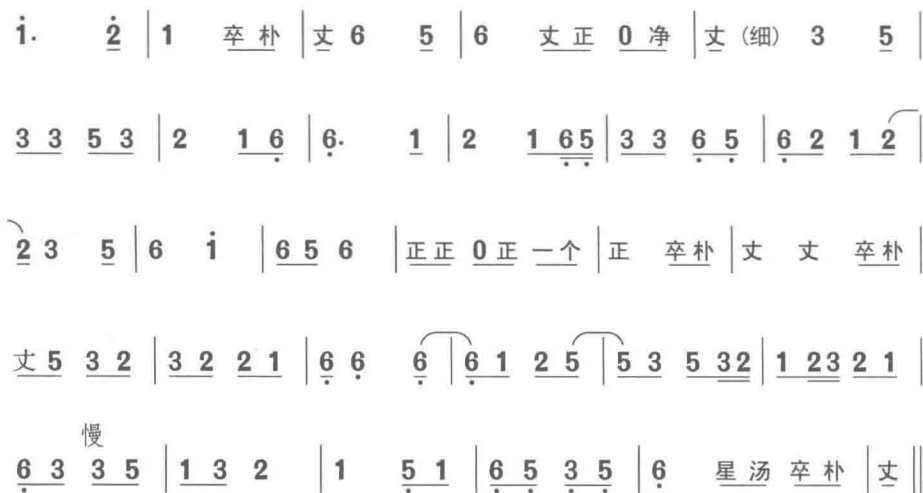 1. 2 | 1 卒 朴 | 丈 6 5 | 6 丈 正 0 净 | 丈 (细) 3 5 |
3 3 5 3 | 2 1 6 | 6. 1 | 2 1 6 5 | 3 3 6 5 | 6 2 1 2 |
2 3 5 | 6 1 | 6 5 6 | 正 正 0 正 一 个 | 正 卒 朴 | 丈 丈 卒 朴 |
丈 5 3 2 | 3 2 2 1 | 6 6 6 | 6 1 2 5 | 5 3 5 3 2 | 1 2 3 2 1 |
慢
6 3 3 5 | 1 3 2 | 1 5 1 | 6 5 3 5 | 6 星 汤 卒 朴 | 丈 ||